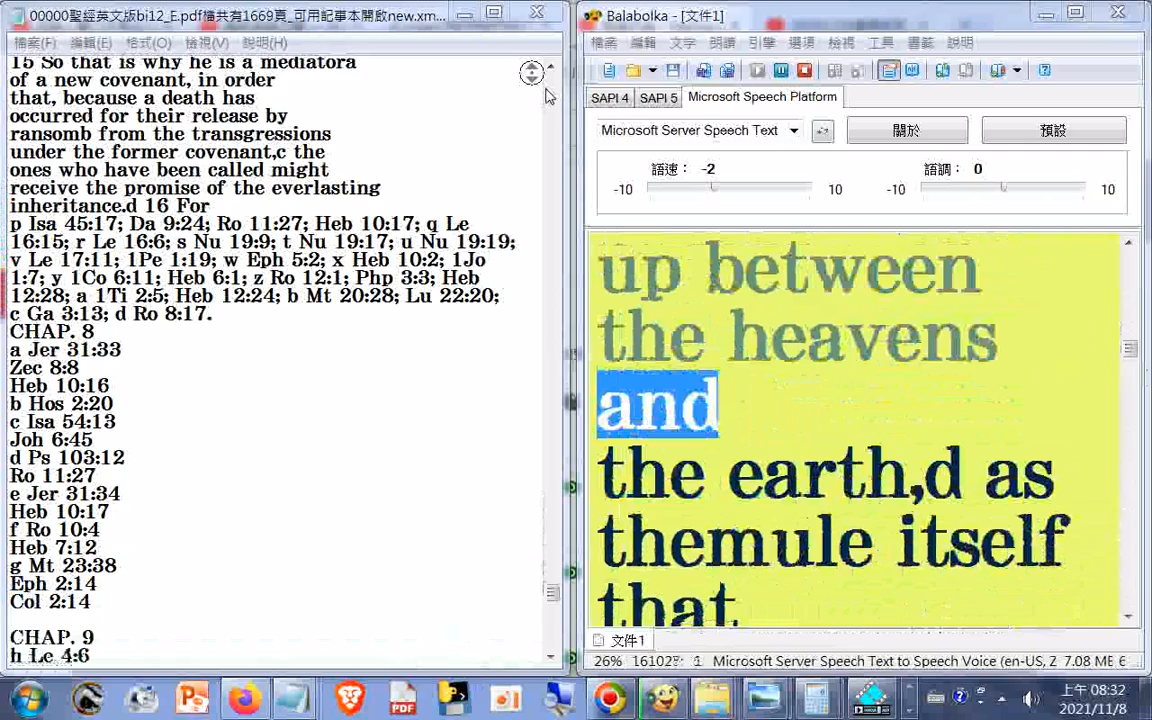 00000聖經英文版bi12_E.pdf檔共有1669頁_可用記事本開啟new.xm...
檔案(F) 編輯(E) 格式(O) 檢視(V) 說明(H)
15 So that is why he is a mediatora
of a new covenant, in order
that, because a death has
occurred for their release by
ransomb from the transgressions
under the former covenant,c the
ones who have been called might
receive the promise of the everlasting
inheritance.d 16 For
p Isa 45:17; Da 9:24; Ro 11:27; Heb 10:17; q Le
16:15; r Le 16:6; s Nu 19:9; t Nu 19:17; u Nu 19:19;
v Le 17:11; 1Pe 1:19; w Eph 5:2; x Heb 10:2; 1Jo
1:7; y 1Co 6:11; Heb 6:1; z Ro 12:1; Php 3:3; Heb
12:28; a 1Ti 2:5; Heb 12:24; b Mt 20:28; Lu 22:20;
c Ga 3:13; d Ro 8:17.
CHAP. 8
a Jer 31:33
Zec 8:8
Heb 10:16
b Hos 2:20
c Isa 54:13
Joh 6:45
d Ps 103:12
Ro 11:27
e Jer 31:34
Heb 10:17
f Ro 10:4
Heb 7:12
g Mt 23:38
Eph 2:14
Col 2:14
CHAP. 9
h Le 4:6
Balabolka - [文件1]
檔案 編輯 文字 朗讀 引擎 選項 檢視 工具 書籤 說明
SAPI 4 SAPI 5 Microsoft Speech Platform
Microsoft Server Speech Text 關於 預設
語速： -2 語調： 0
-10 10 -10 10
up between
the heavens
and
the earth,d as
themule itself
that
文件1
26% 16102 1 Microsoft Server Speech Text to Speech Voice (en-US, Z 7.08 MB 6
PDF
上午 08:32
2021/11/8